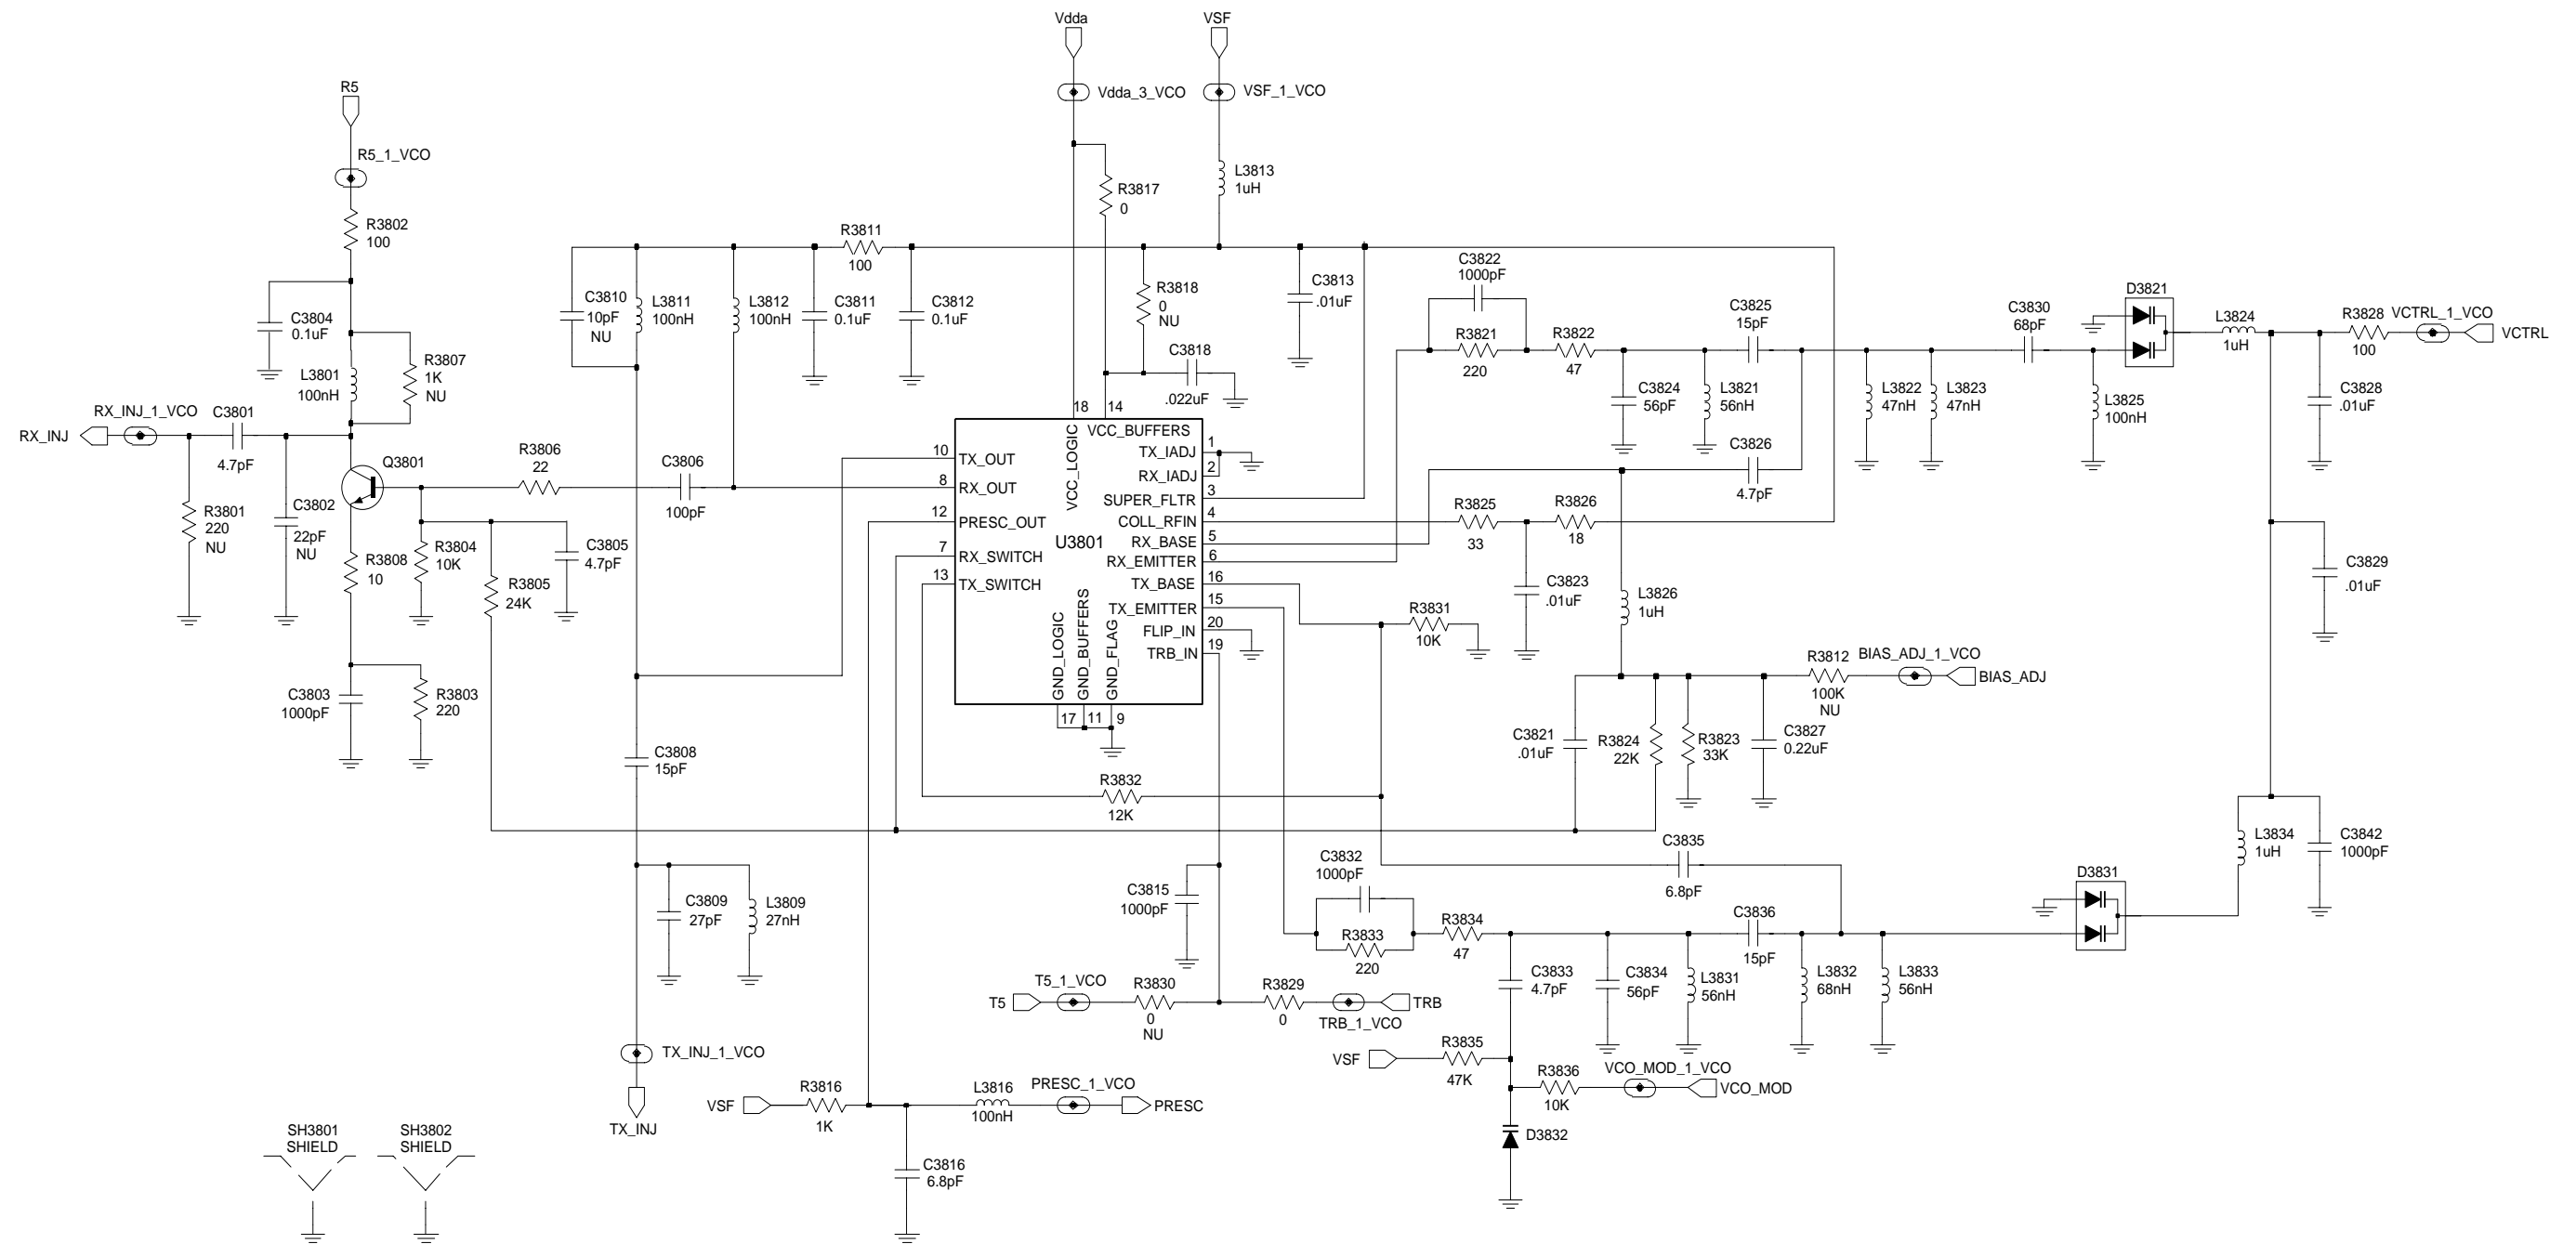 Vdda
VSF
Vdda_3_VCO
VSF_1_VCO
R5
R5_1_VCO
R3802
100
C3804
0.1uF
L3801
100nH
R3807
1K
NU
RX_INJ_1_VCO
RX_INJ
C3801
4.7pF
Q3801
R3801
220
NU
C3802
22pF
NU
R3808
10
R3804
10K
R3805
24K
C3805
4.7pF
R3806
22
C3806
100pF
C3803
1000pF
R3803
220
C3810
10pF
NU
L3811
100nH
L3812
100nH
C3811
0.1uF
R3811
100
C3812
0.1uF
R3817
0
L3813
1uH
R3818
0
NU
C3818
.022uF
C3813
.01uF
18
14
VCC_LOGIC
VCC_BUFFERS
10
TX_OUT
8
RX_OUT
12
PRESC_OUT
7
RX_SWITCH
13
TX_SWITCH
U3801
1
TX_IADJ
2
RX_IADJ
3
SUPER_FLTR
4
COLL_RFIN
5
RX_BASE
6
RX_EMITTER
16
TX_BASE
15
TX_EMITTER
20
FLIP_IN
19
TRB_IN
GND_LOGIC
GND_BUFFERS
GND_FLAG
17
11
9
C3822
1000pF
R3821
220
R3822
47
C3825
15pF
C3824
56pF
L3821
56nH
C3826
4.7pF
L3822
47nH
L3823
47nH
C3830
68pF
D3821
L3825
100nH
L3824
1uH
R3828
100
VCTRL_1_VCO
VCTRL
C3828
.01uF
C3829
.01uF
R3825
33
R3826
18
C3823
.01uF
L3826
1uH
R3831
10K
R3812
100K
NU
BIAS_ADJ_1_VCO
BIAS_ADJ
C3821
.01uF
R3824
22K
R3823
33K
C3827
0.22uF
C3808
15pF
R3832
12K
C3809
27pF
L3809
27nH
C3815
1000pF
C3832
1000pF
R3833
220
R3834
47
C3835
6.8pF
C3836
15pF
D3831
L3834
1uH
C3842
1000pF
C3833
4.7pF
C3834
56pF
L3831
56nH
L3832
68nH
L3833
56nH
T5
T5_1_VCO
R3830
0
NU
R3829
0
TRB
TRB_1_VCO
VSF
R3835
47K
R3836
10K
VCO_MOD_1_VCO
VCO_MOD
D3832
TX_INJ_1_VCO
TX_INJ
VSF
R3816
1K
L3816
100nH
PRESC_1_VCO
PRESC
C3816
6.8pF
SH3801
SHIELD
SH3802
SHIELD